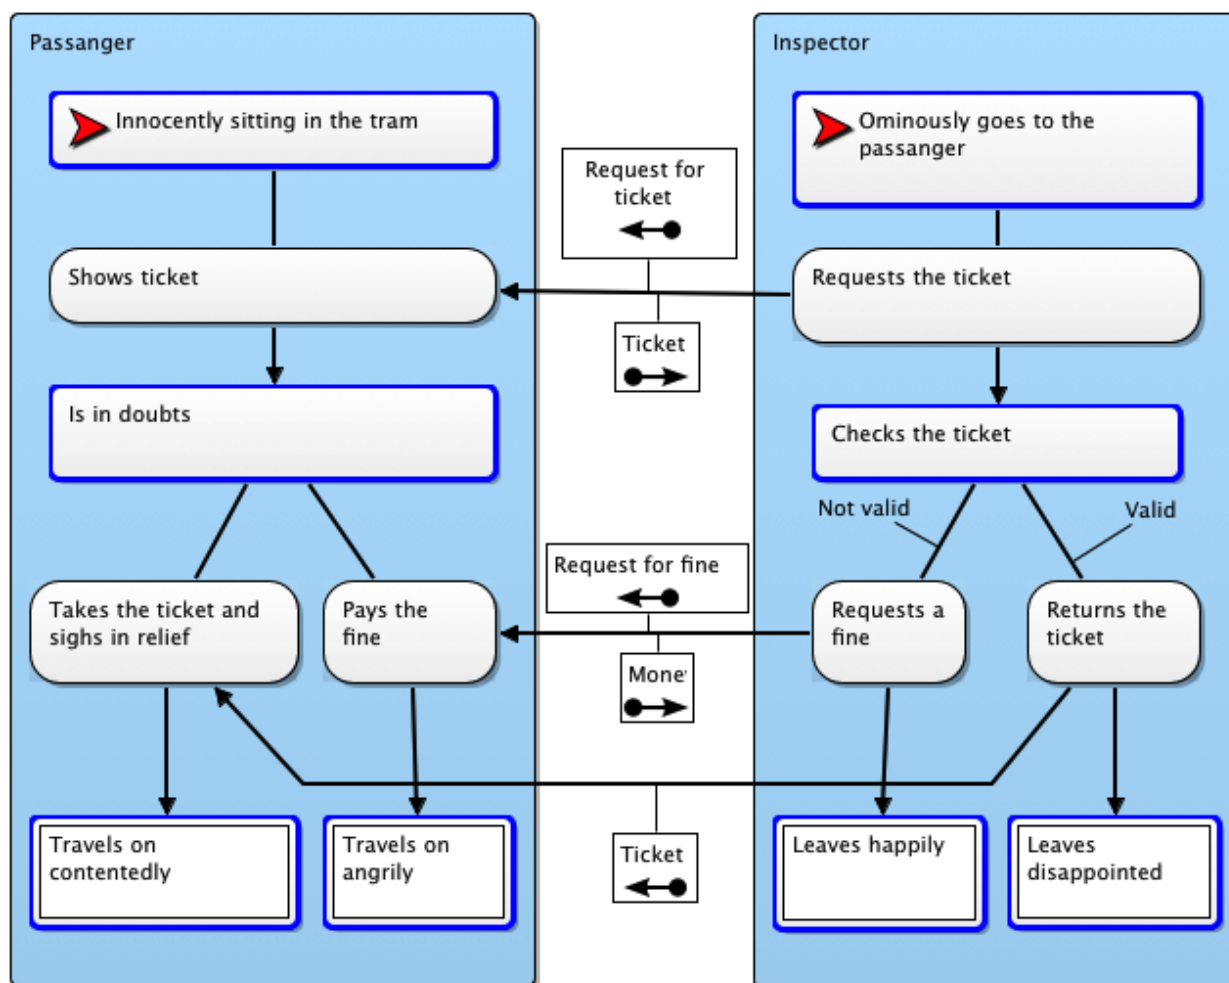 Passanger
Innocently sitting in the tram
Shows ticket
Is in doubts
Takes the ticket and
sighs in relief
Pays the
fine
Travels on
contentedly
Travels on
angrily
Request for
ticket
Ticket
Request for fine
Money
Ticket
Inspector
Ominously goes to the
passanger
Requests the ticket
Checks the ticket
Not valid
Valid
Requests a
fine
Returns the
ticket
Leaves happily
Leaves
disappointed